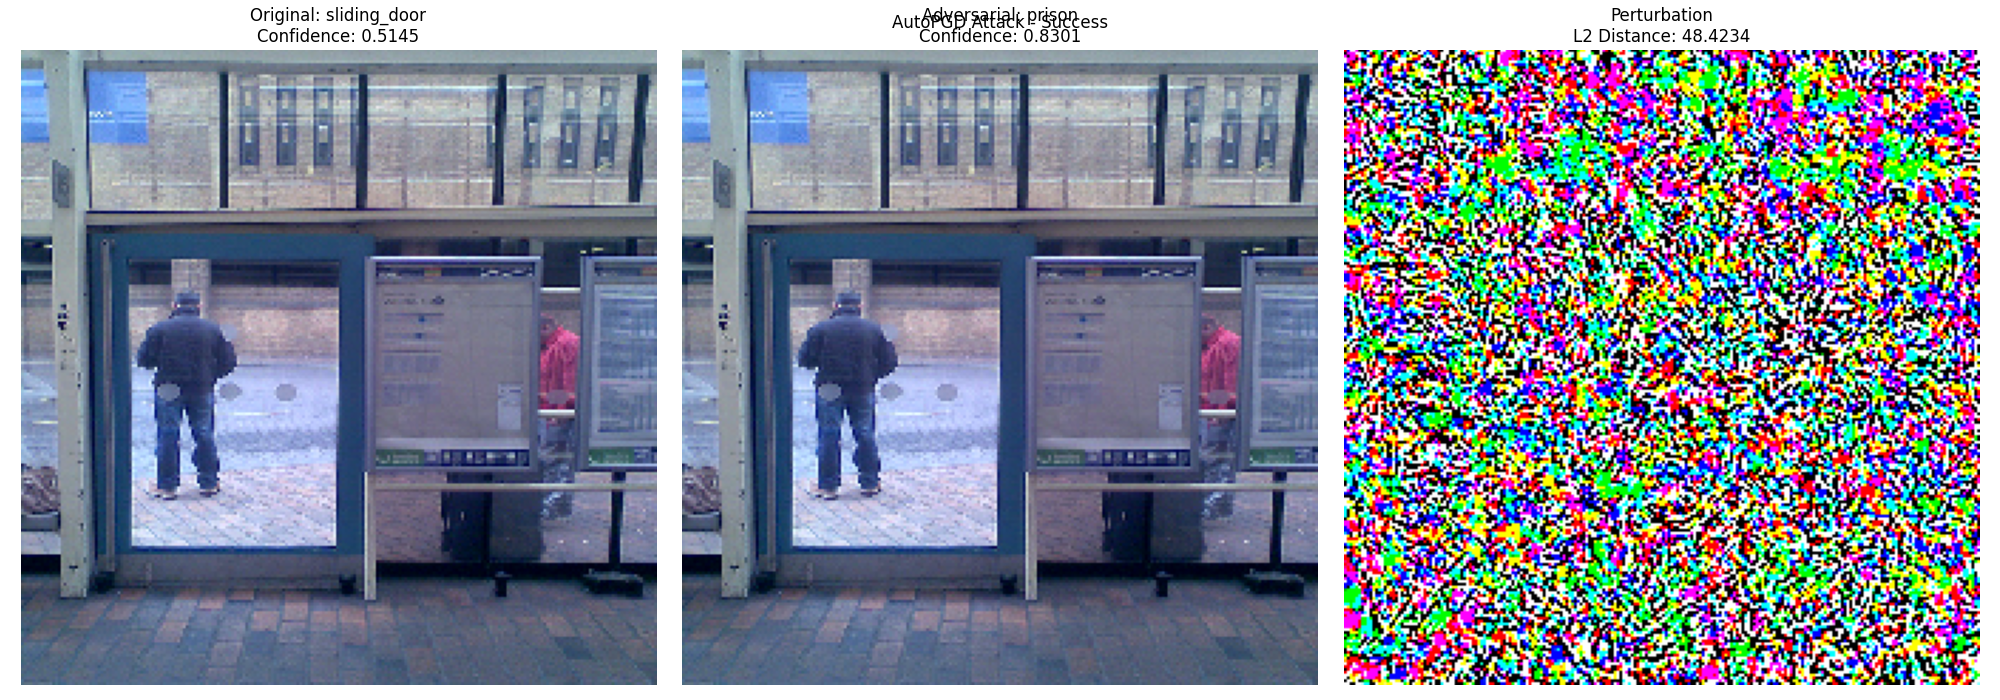 Original: sliding_door
Confidence: 0.5145
AutoPGD Attack - Success
Adversarial: prison
Confidence: 0.8301
Perturbation
L2 Distance: 48.4234